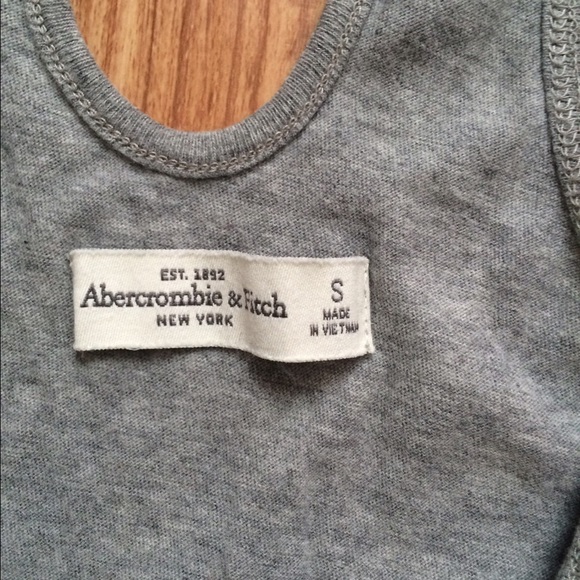 EST. 1892
Abercrombie & Fitch
NEW YORK
S
MADE
IN VIETNAM